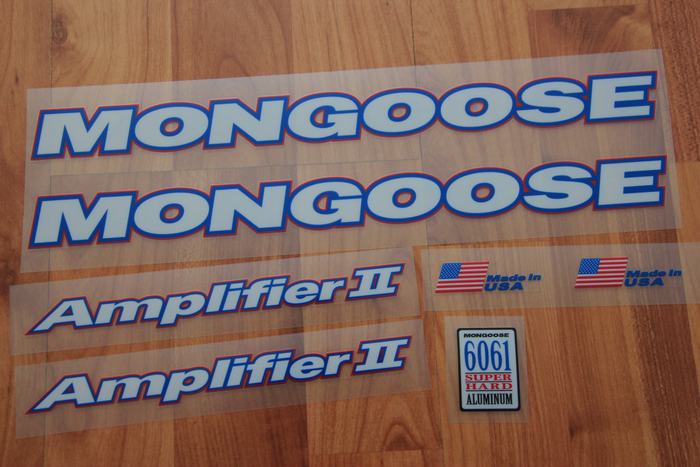 MONGOOSE
MONGOOSE
Amplifier II
Made in
USA
Made in
USA
Amplifier II
MONGOOSE
6061
SUPER
HARD
ALUMINUM